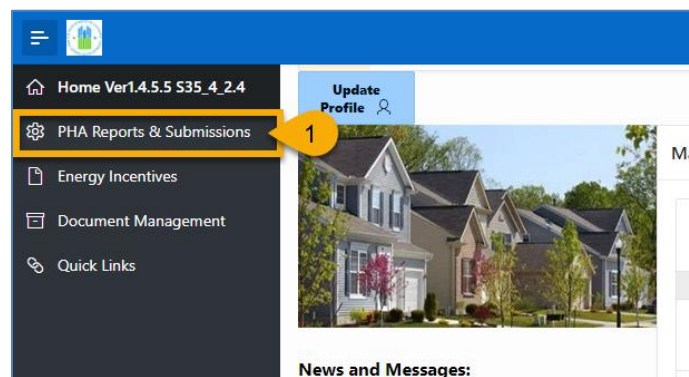 Home Ver1.4.5.5 S35_4_2.4
Update
Profile
PHA Reports & Submissions
1
Energy Incentives
Document Management
Quick Links
Ma
News and Messages: